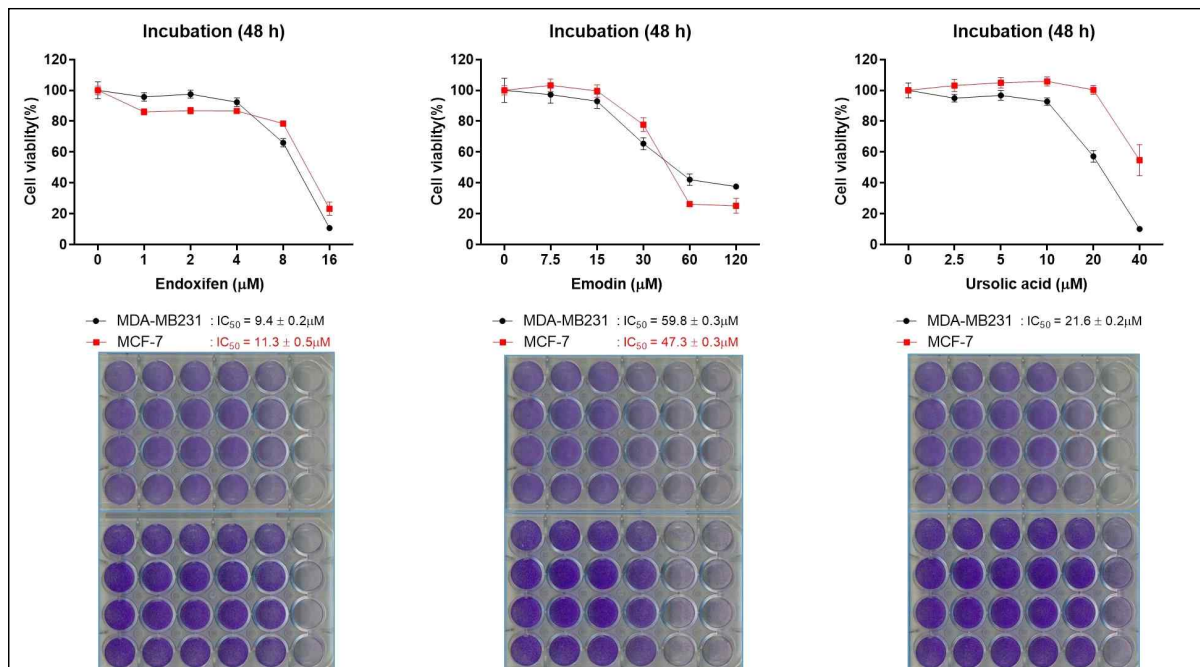 Incubation (48 h)
120
100
80
60
40
20
0
Cell viablity(%)
0 1 2 4 8 16
Endoxifen (μM)
MDA-MB231 : IC50 = 9.4 ± 0.2μM
MCF-7 : IC50 = 11.3 ± 0.5μM
Incubation (48 h)
120
100
80
60
40
20
0
Cell viablity(%)
0 7.5 15 30 60 120
Emodin (μM)
MDA-MB231 : IC50 = 59.8 ± 0.3μM
MCF-7 : IC50 = 47.3 ± 0.3μM
Incubation (48 h)
120
100
80
60
40
20
0
Cell viablity(%)
0 2.5 5 10 20 40
Ursolic acid (μM)
MDA-MB231 : IC50 = 21.6 ± 0.2μM
MCF-7